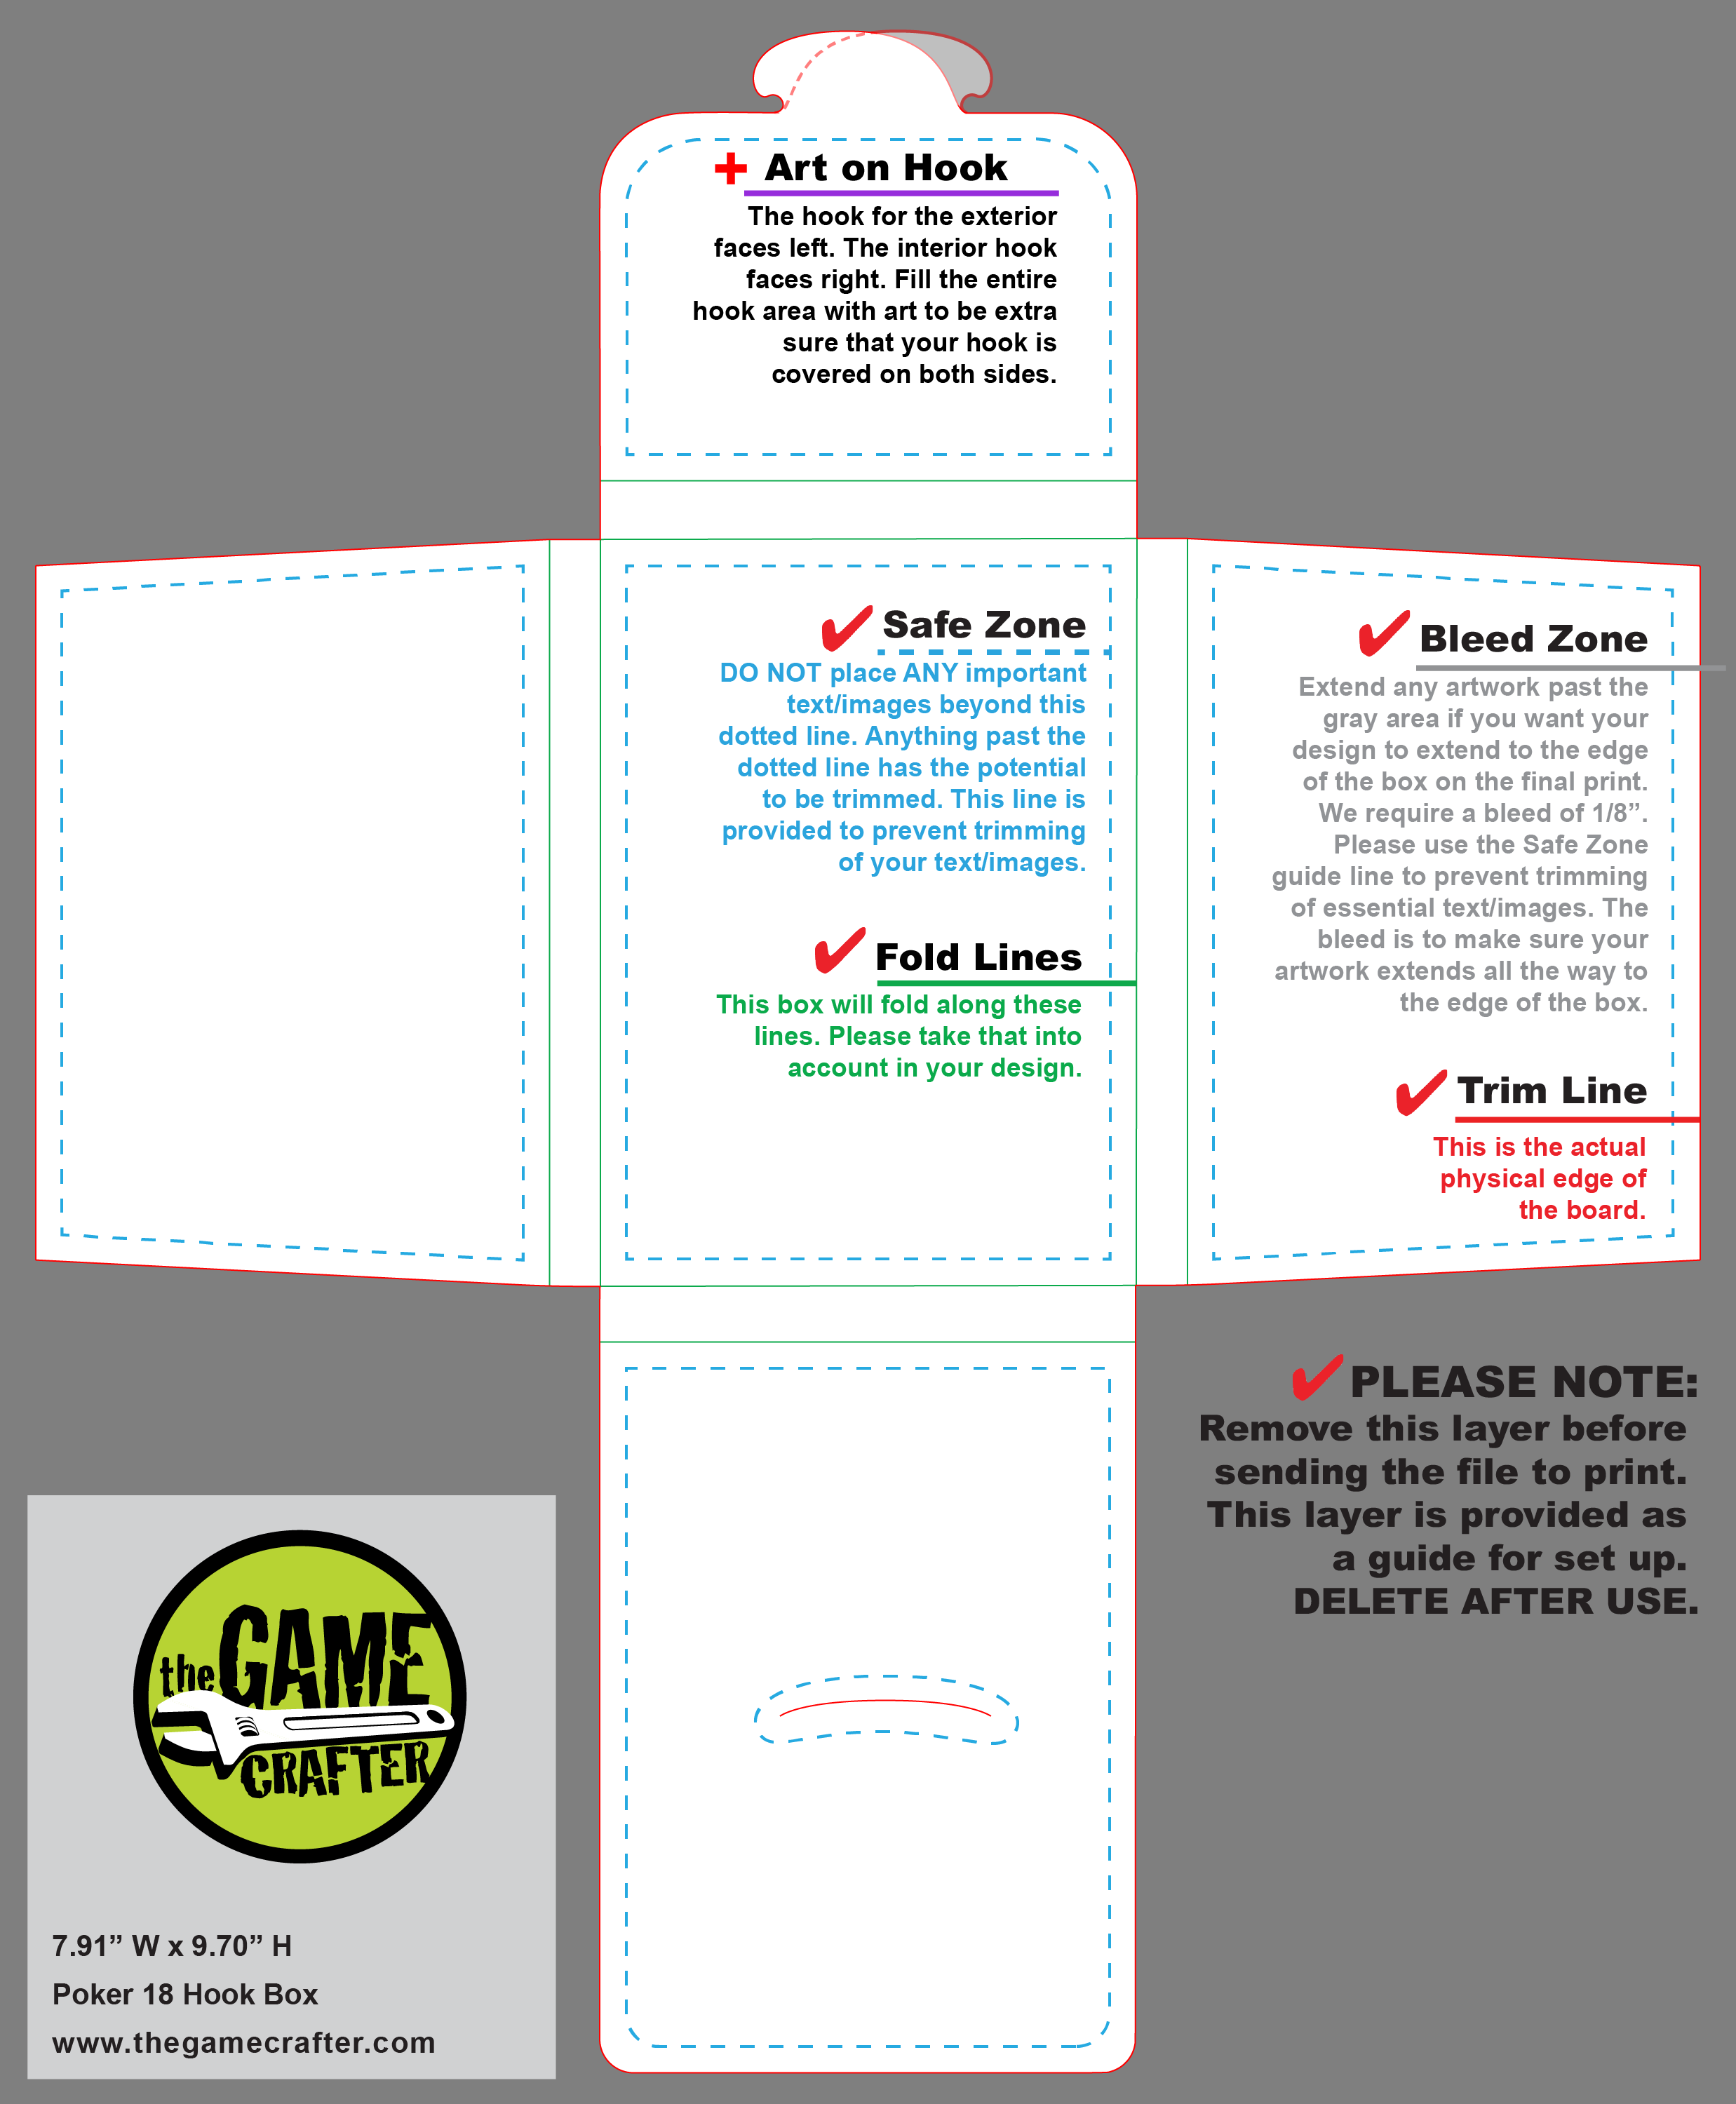 Art on Hook
The hook for the exterior
faces left. The interior hook
faces right. Fill the entire
hook area with art to be extra
sure that your hook is
covered on both sides.
Safe Zone
DO NOT place ANY important
text/images beyond this
dotted line. Anything past the
dotted line has the potential
to be trimmed. This line is
provided to prevent trimming
of your text/images.
Fold Lines
This box will fold along these
lines. Please take that into
account in your design.
Bleed Zone
Extend any artwork past the
gray area if you want your
design to extend to the edge
of the box on the final print.
We require a bleed of 1/8”.
Please use the Safe Zone
guide line to prevent trimming
of essential text/images. The
bleed is to make sure your
artwork extends all the way to
the edge of the box.
Trim Line
This is the actual
physical edge of
the board.
PLEASE NOTE:
Remove this layer before
sending the file to print.
This layer is provided as
a guide for set up.
DELETE AFTER USE.
the GAME
CRAFTER
7.91” W x 9.70” H
Poker 18 Hook Box
www.thegamecrafter.com